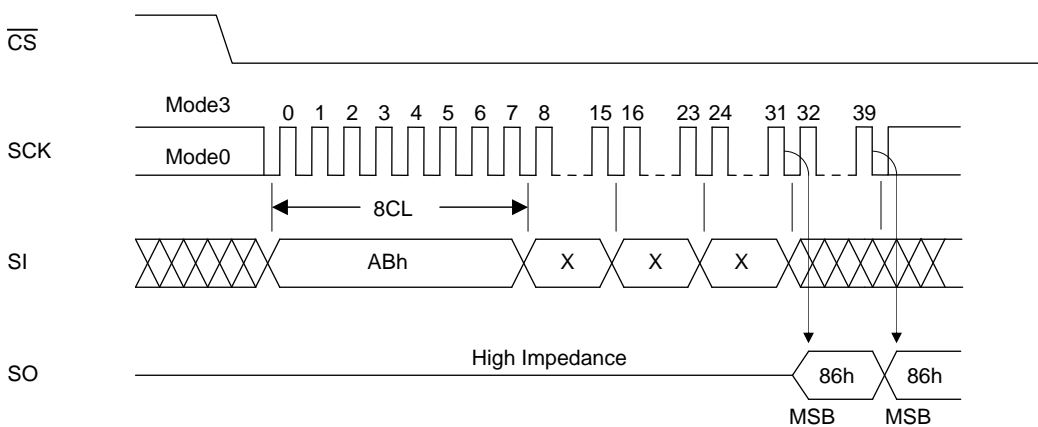 CS
Mode3
0 1 2 3 4 5 6 7 8 15 16 23 24 31 32 39
SCK
Mode0
8CL
SI
ABh X X X
High Impedance
SO
86h 86h
MSB MSB